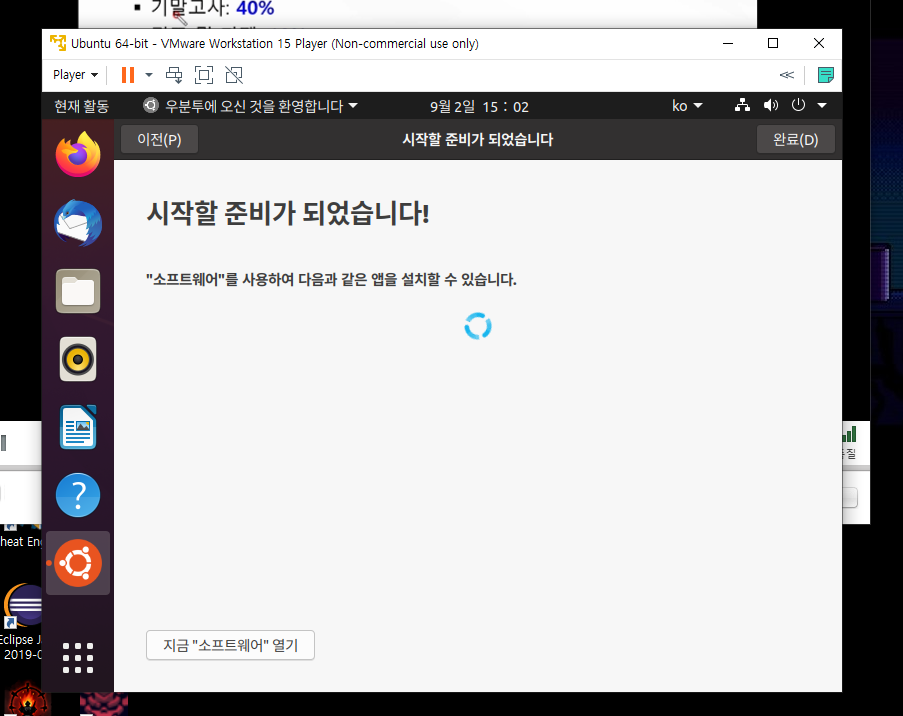 기말고사: 40%
Ubuntu 64-bit - VMware Workstation 15 Player (Non-commercial use only)
Player
현재 활동 우분투에 오신 것을 환영합니다 9월 2일 15 : 02 ko
이전(P) 시작할 준비가 되었습니다 완료(D)
시작할 준비가 되었습니다!
"소프트웨어"를 사용하여 다음과 같은 앱을 설치할 수 있습니다.
질
heat En
Eclipse J
2019-0
지금 "소프트웨어" 열기